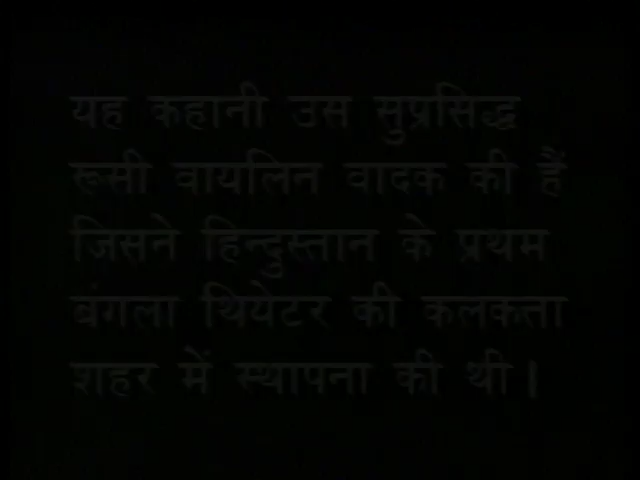 यह कहानी उस सुप्रसिद्ध
रूसी वायलिन वादक की है
जिसने हिन्दुस्तान के प्रथम
बंगला थियेटर की कलकता
शहर में स्थापना की थी।